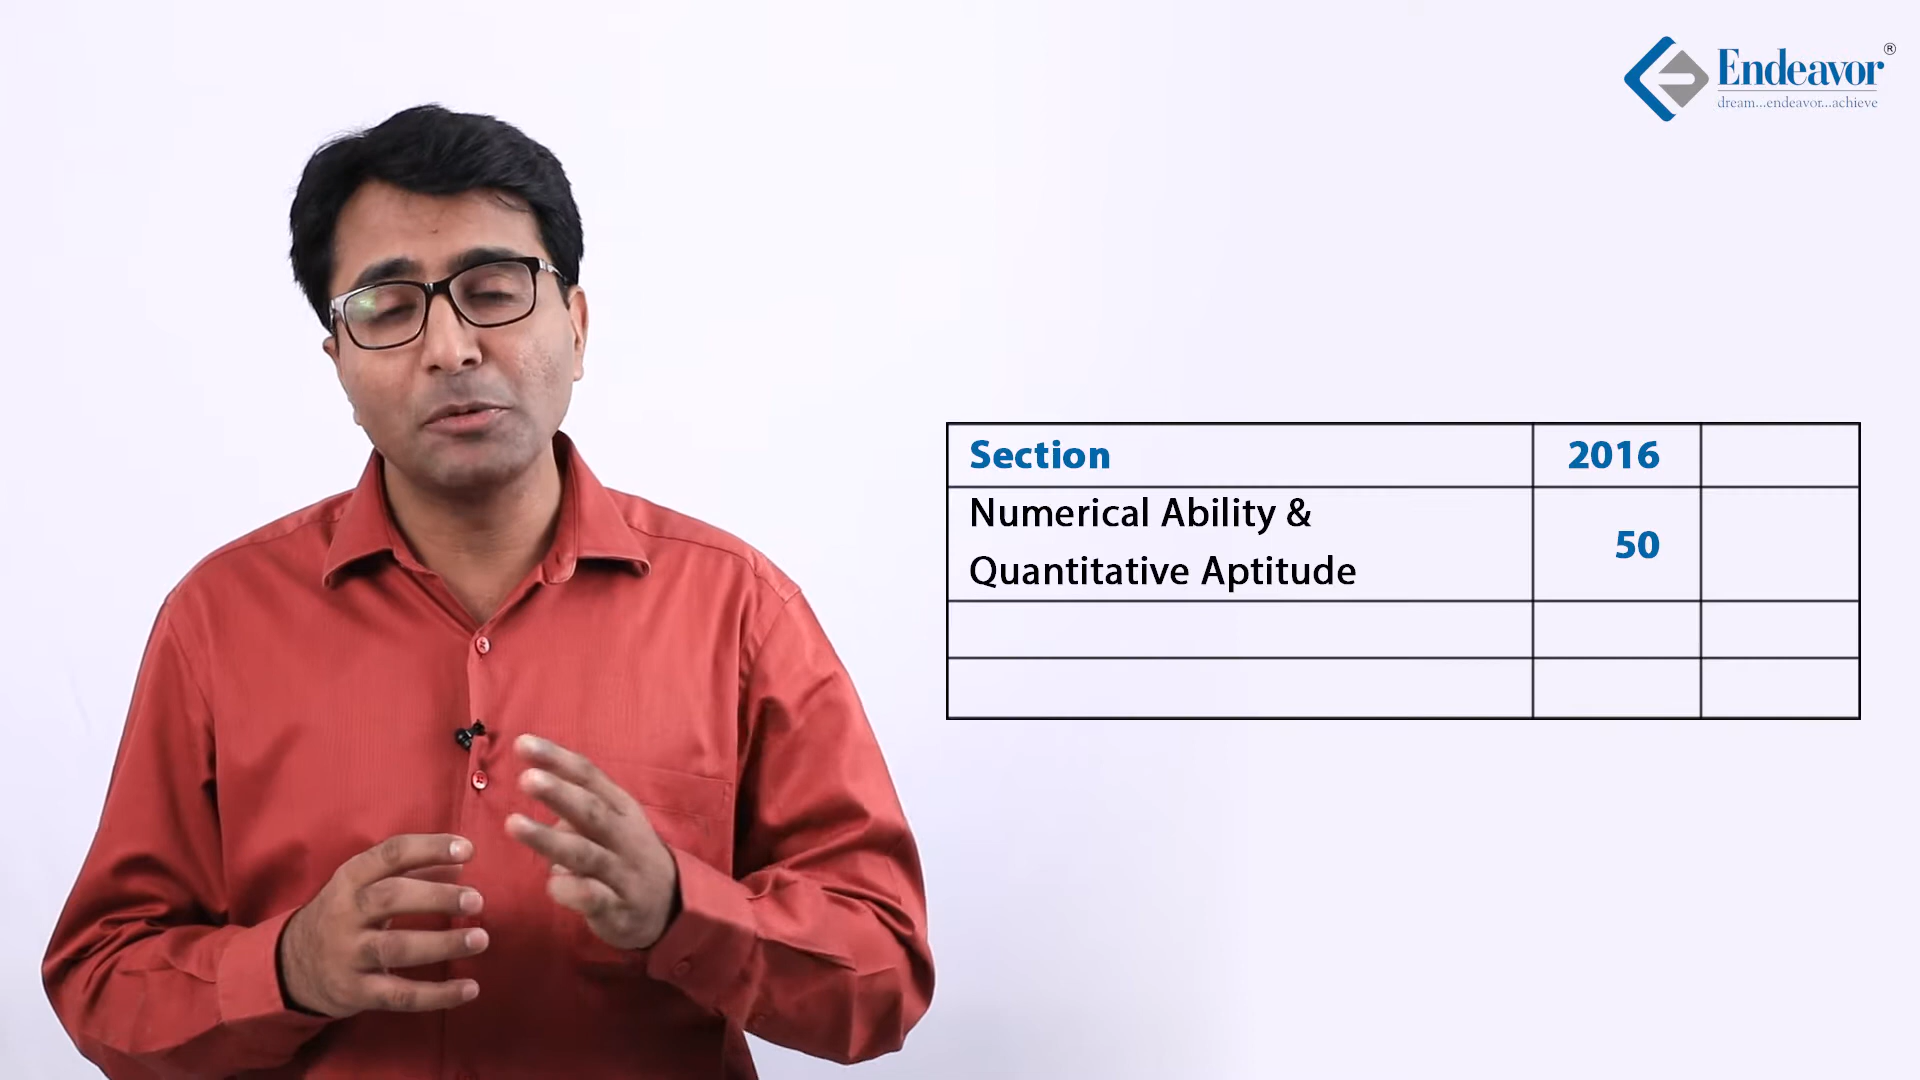 Endeavor®
dream...endeavor...achieve
Section 2016
Numerical Ability &
Quantitative Aptitude
50